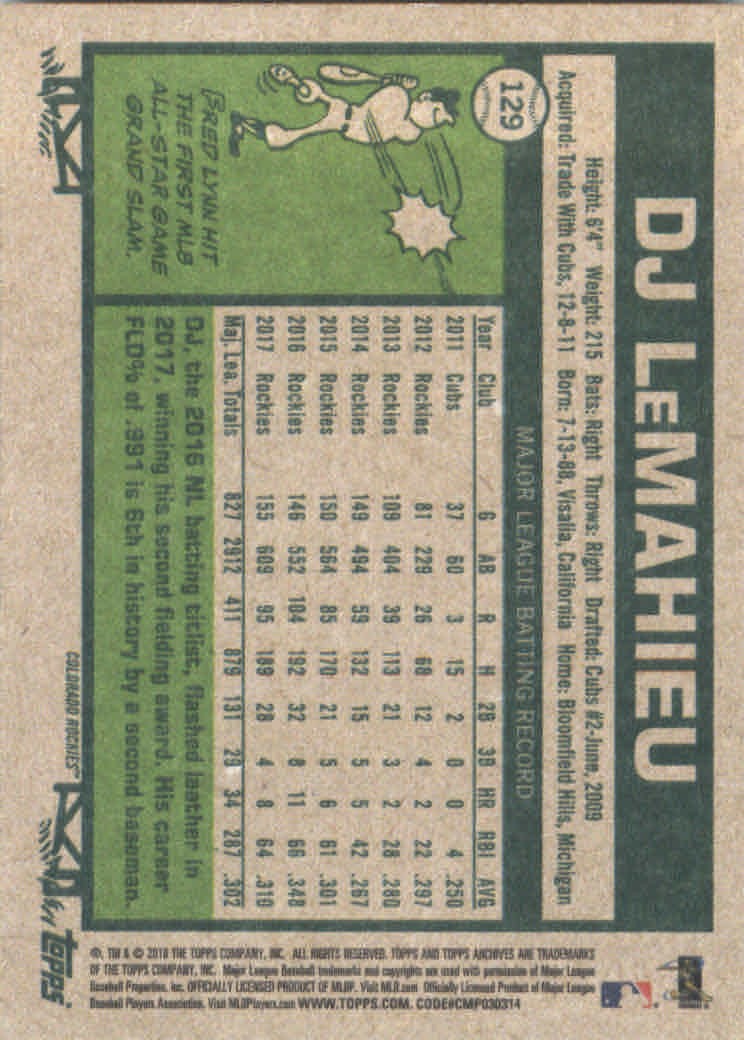 DJ LEMAHIEU
129
Height: 6'4" Weight: 215 Bats: Right Throws: Right Drafted: Cubs #2-June, 2009
Acquired: Trade With Cubs, 12-8-11 Born: 7-13-88, Visalia, California Home: Bloomfield Hills, Michigan
MAJOR LEAGUE BATTING RECORD
Year Club G AB R H 2B 3B HR RBI AVG
2011 Cubs 37 60 3 15 2 0 0 4 .250
2012 Rockies 81 229 26 68 12 4 2 22 .297
2013 Rockies 109 404 39 113 21 3 2 28 .280
2014 Rockies 149 494 59 132 15 5 5 42 .267
2015 Rockies 150 564 85 170 21 5 6 61 .301
2016 Rockies 146 552 104 192 32 8 11 66 .348
2017 Rockies 155 609 95 189 28 4 8 64 .310
Maj. Lea. Totals 827 2912 411 879 131 29 34 287 .302
FRED LYNN HIT
THE FIRST MLB
ALL-STAR GAME
GRAND SLAM.
DJ, the 2016 NL batting titlist, flashed leather in
2017, winning his second fielding award. His career
FLD% of .991 is 6th in history by a second baseman.
COLORADO ROCKIES™
topps®
®, TM & © 2018 THE TOPPS COMPANY, INC. ALL RIGHTS RESERVED. TOPPS AND TOPPS ARCHIVES ARE TRADEMARKS
OF THE TOPPS COMPANY, INC. Major League Baseball trademarks and copyrights are used with permission of Major League
Baseball Properties, Inc. OFFICIALLY LICENSED PRODUCT OF MLBP. Visit MLB.com Officially Licensed Product of Major League
Baseball Players Association. Visit MLBPlayers.com WWW.TOPPS.COM. CODE#CMP030314